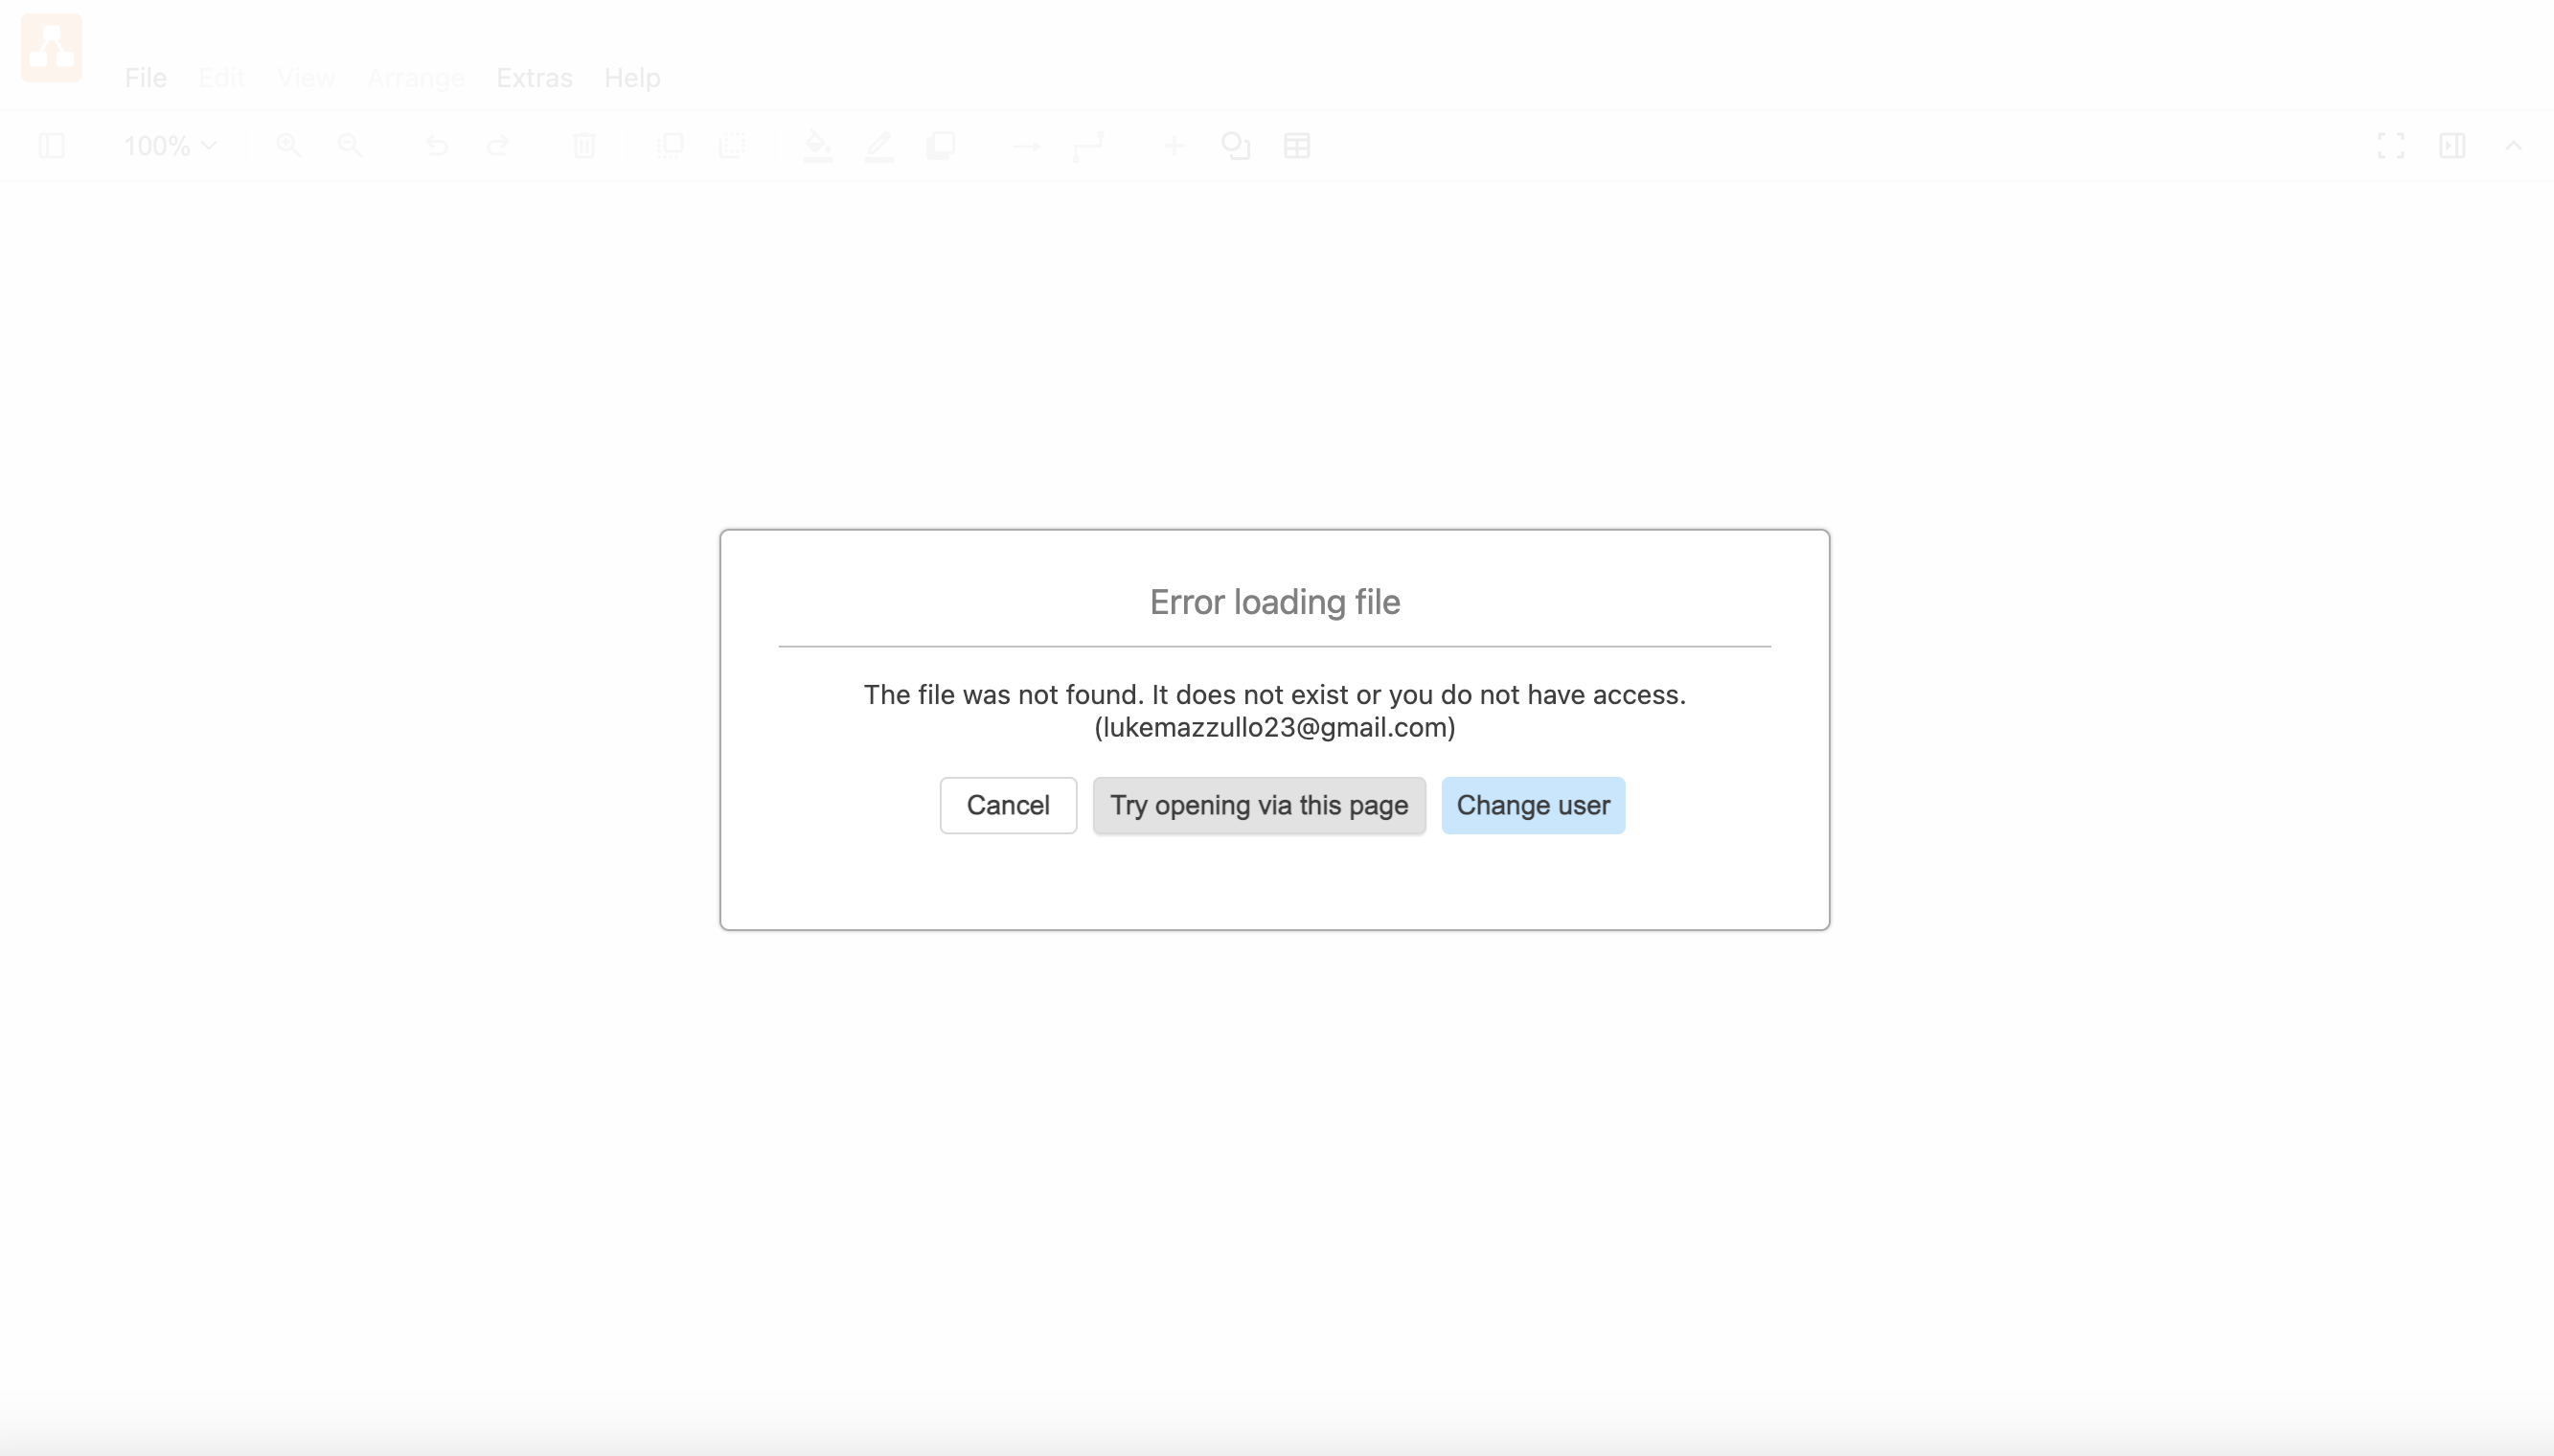 File Edit View Arrange Extras Help
100%
Error loading file
The file was not found. It does not exist or you do not have access.
(lukemazzullo23@gmail.com)
Cancel Try opening via this page Change user